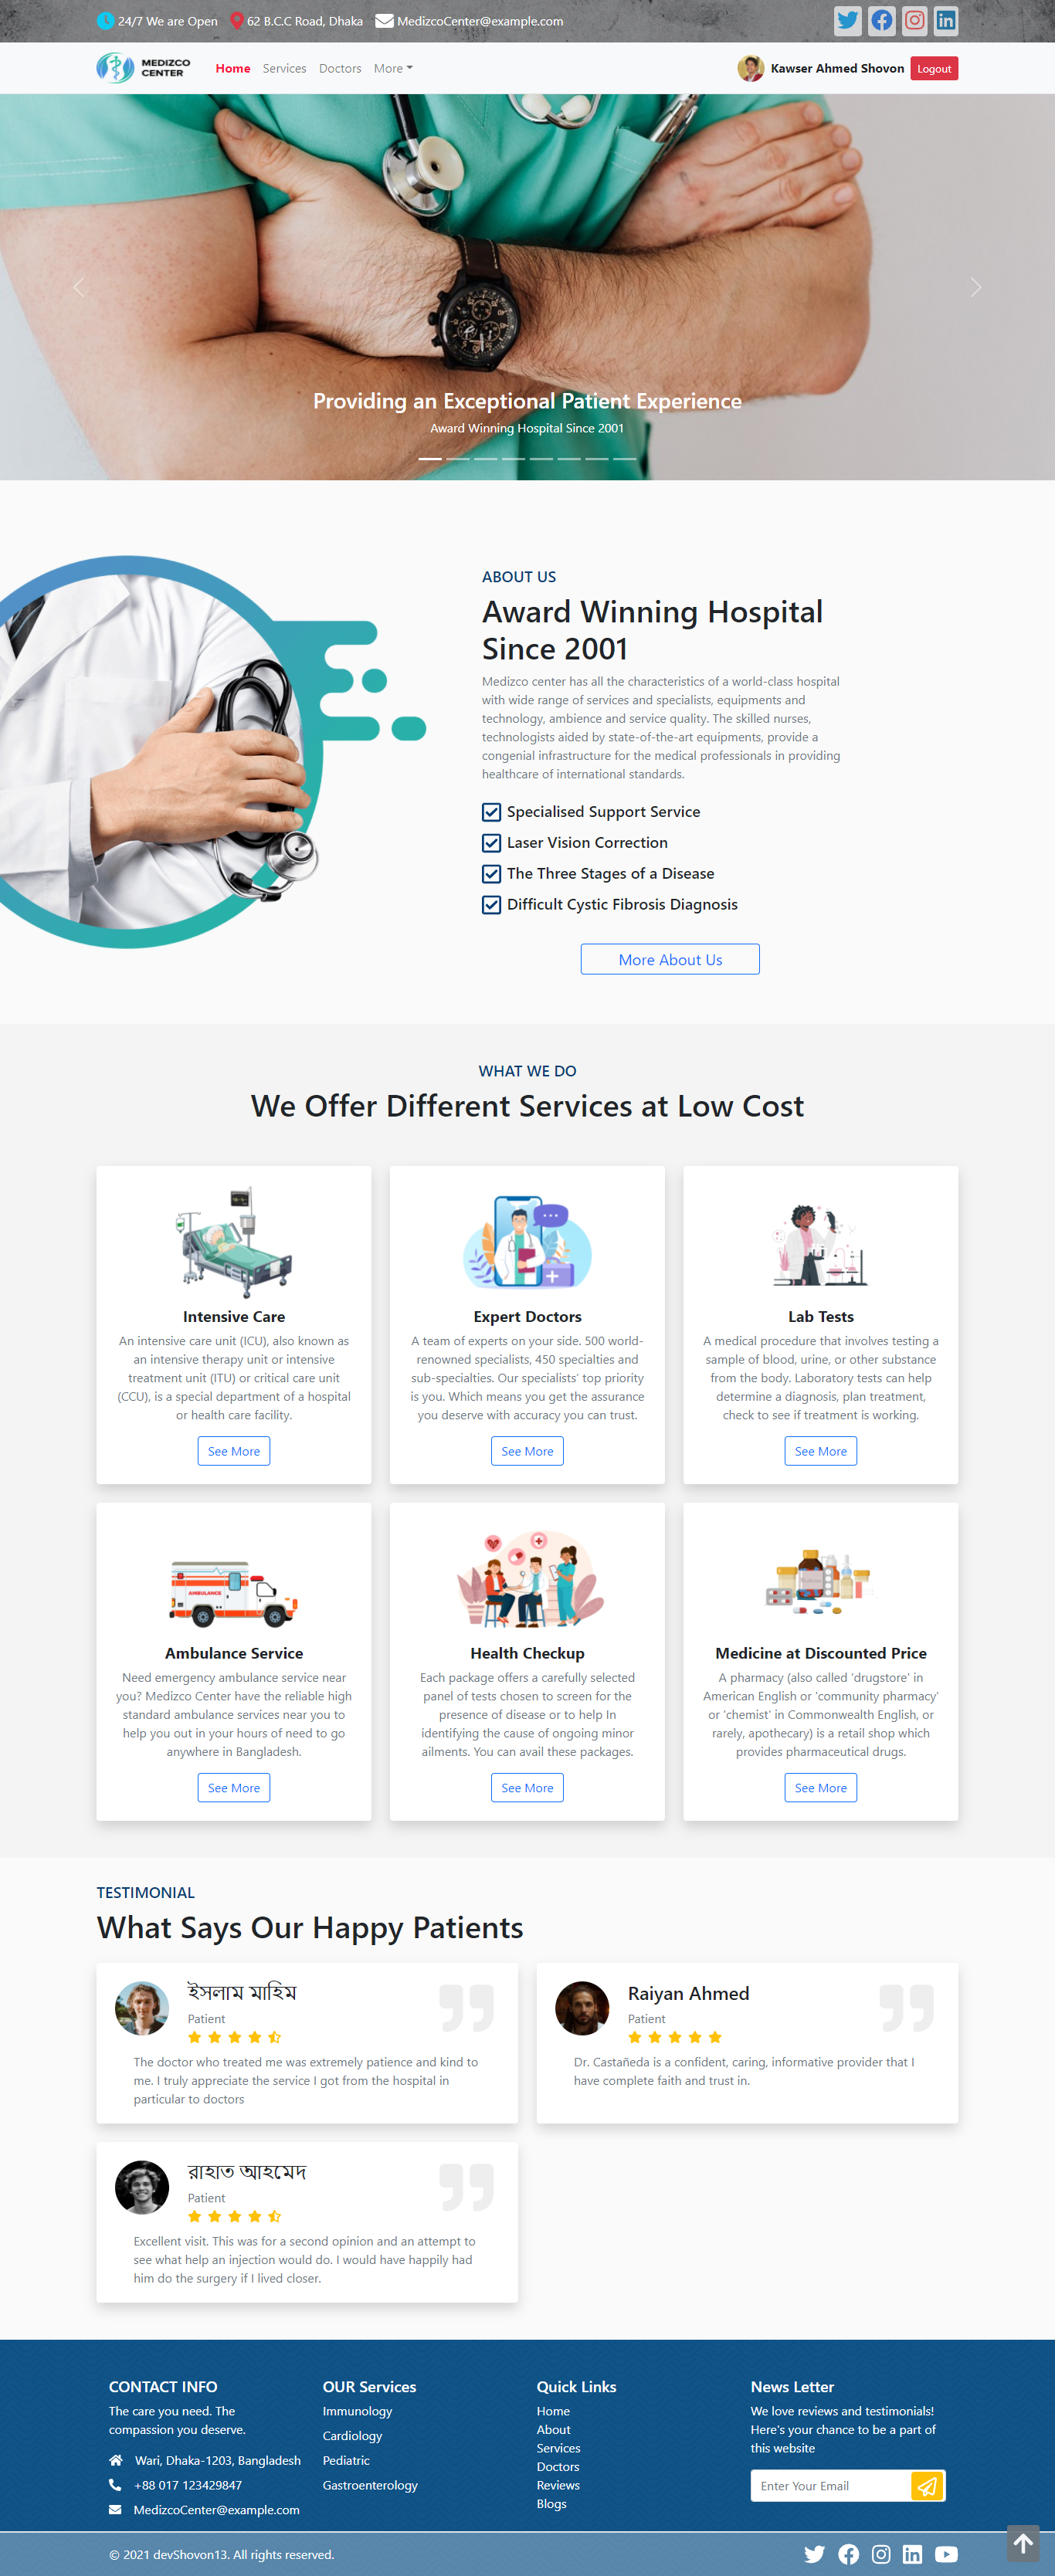 24/7 We are Open 62 B.C.C Road, Dhaka MedizcoCenter@example.com
MEDIZCO
CENTER
Home Services Doctors More
Kawser Ahmed Shovon Logout
Providing an Exceptional Patient Experience
Award Winning Hospital Since 2001
ABOUT US
Award Winning Hospital
Since 2001
Medizco center has all the characteristics of a world-class hospital
with wide range of services and specialists, equipments and
technology, ambience and service quality. The skilled nurses,
technologists aided by state-of-the-art equipments, provide a
congenial infrastructure for the medical professionals in providing
healthcare of international standards.
Specialised Support Service
Laser Vision Correction
The Three Stages of a Disease
Difficult Cystic Fibrosis Diagnosis
More About Us
WHAT WE DO
We Offer Different Services at Low Cost
Intensive Care
An intensive care unit (ICU), also known as
an intensive therapy unit or intensive
treatment unit (ITU) or critical care unit
(CCU), is a special department of a hospital
or health care facility.
See More
Expert Doctors
A team of experts on your side. 500 world-
renowned specialists, 450 specialties and
sub-specialties. Our specialists' top priority
is you. Which means you get the assurance
you deserve with accuracy you can trust.
See More
Lab Tests
A medical procedure that involves testing a
sample of blood, urine, or other substance
from the body. Laboratory tests can help
determine a diagnosis, plan treatment,
check to see if treatment is working.
See More
AMBULANCE
Ambulance Service
Need emergency ambulance service near
you? Medizco Center have the reliable high
standard ambulance services near you to
help you out in your hours of need to go
anywhere in Bangladesh.
See More
Health Checkup
Each package offers a carefully selected
panel of tests chosen to screen for the
presence of disease or to help In
identifying the cause of ongoing minor
ailments. You can avail these packages.
See More
Medicine at Discounted Price
A pharmacy (also called 'drugstore' in
American English or 'community pharmacy'
or 'chemist' in Commonwealth English, or
rarely, apothecary) is a retail shop which
provides pharmaceutical drugs.
See More
TESTIMONIAL
What Says Our Happy Patients
ইসলাম মাহিম
Patient
The doctor who treated me was extremely patience and kind to
me. I truly appreciate the service I got from the hospital in
particular to doctors
Raiyan Ahmed
Patient
Dr. Castañeda is a confident, caring, informative provider that I
have complete faith and trust in.
রাহাত আহমেদ
Patient
Excellent visit. This was for a second opinion and an attempt to
see what help an injection would do. I would have happily had
him do the surgery if I lived closer.
CONTACT INFO
The care you need. The
compassion you deserve.
Wari, Dhaka-1203, Bangladesh
+88 017 123429847
MedizcoCenter@example.com
OUR Services
Immunology
Cardiology
Pediatric
Gastroenterology
Quick Links
Home
About
Services
Doctors
Reviews
Blogs
News Letter
We love reviews and testimonials!
Here's your chance to be a part of
this website
Enter Your Email
© 2021 devShovon13. All rights reserved.